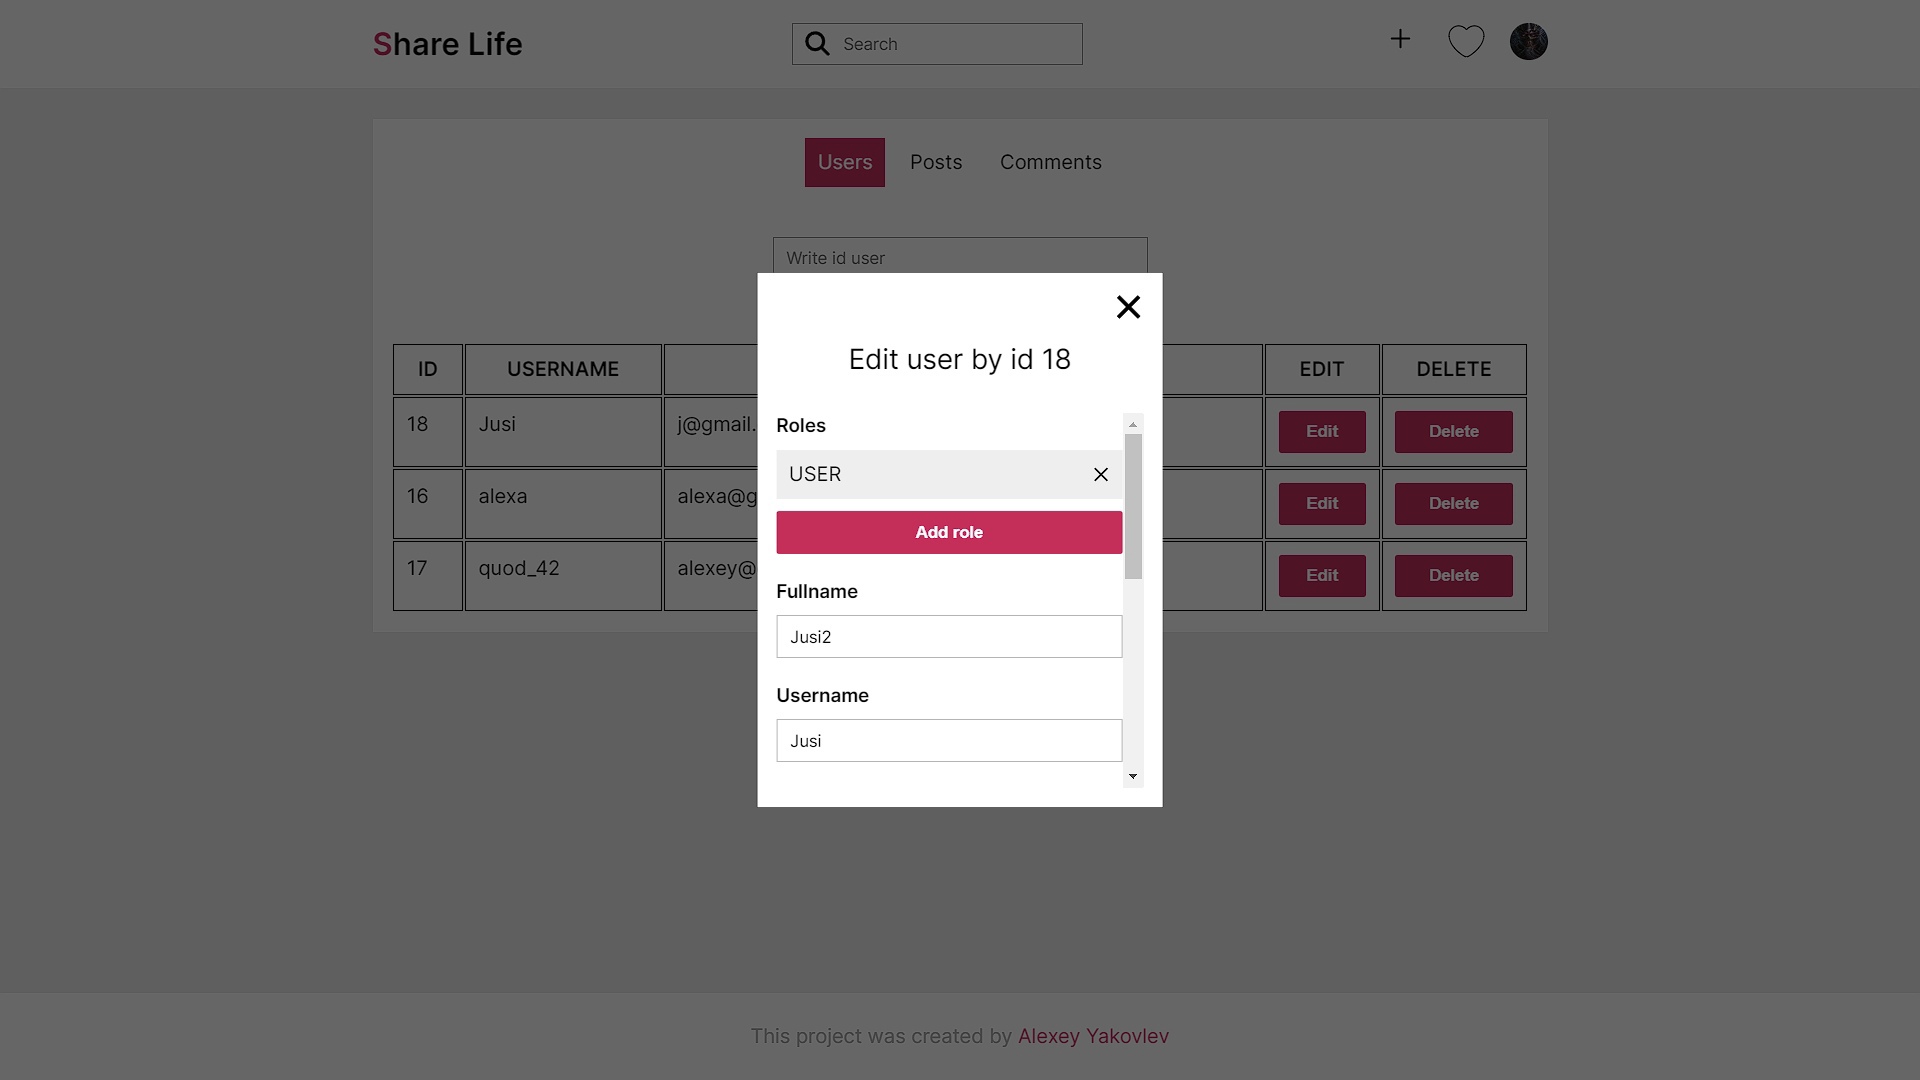 Share Life
Search
Users
Posts
Comments
Write id user
Edit user by id 18
ID
USERNAME
EDIT
DELETE
18
Jusi
j@gmail.
Edit
Delete
16
alexa
alexa@g
Edit
Delete
17
quod_42
alexey@
Edit
Delete
Roles
USER
Add role
Fullname
Jusi2
Username
Jusi
This project was created by Alexey Yakovlev